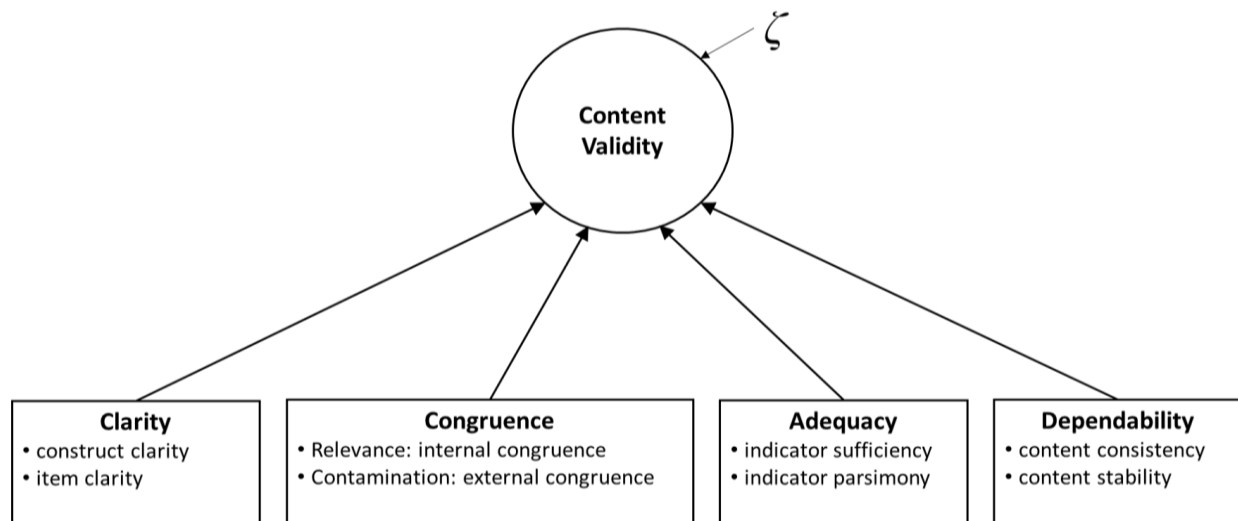 ζ
Content
Validity
Clarity
• construct clarity
• item clarity
Congruence
• Relevance: internal congruence
• Contamination: external congruence
Adequacy
• indicator sufficiency
• indicator parsimony
Dependability
• content consistency
• content stability